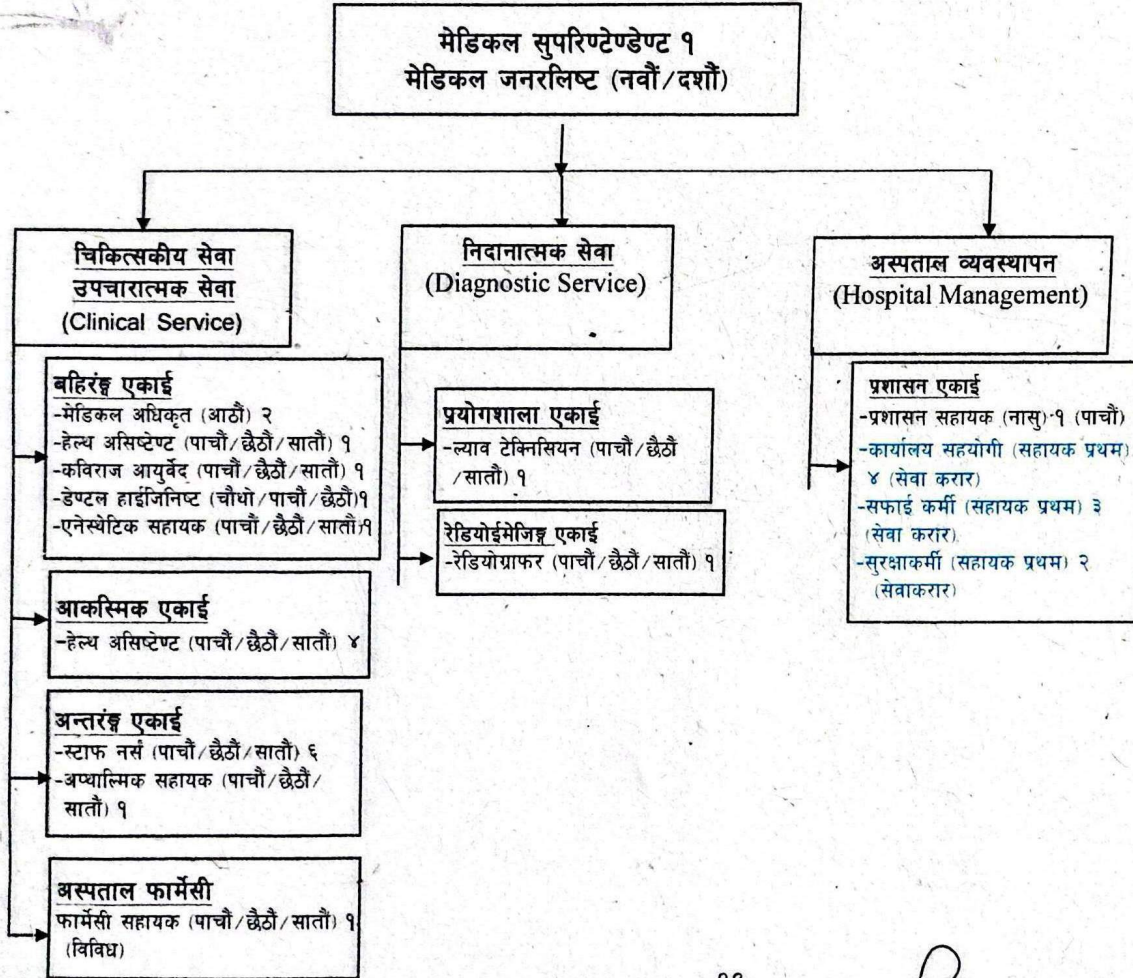 मेडिकल सुपरिण्टेण्डेण्ट १
मेडिकल जनरलिष्ट (नवौं/दशौं)
चिकित्सकीय सेवा
उपचारात्मक सेवा
(Clinical Service)
बहिरङ्ग एकाई
-मेडिकल अधिकृत (आठौं) २
-हेल्थ असिष्टेण्ट (पाचौं/छैठौं/सातौं) १
-कविराज आयुर्वेद (पाचौं/छैठौं/सातौं) १
-डेण्टल हाईजिनिष्ट (चौथो/पाचौं/छैठौं)१
-एनेस्थेटिक सहायक (पाचौं/छैठौं/सातौं)१
आकस्मिक एकाई
-हेल्थ असिष्टेण्ट (पाचौं/छैठौं/सातौं) ४
अन्तरङ्ग एकाई
-स्टाफ नर्स (पाचौं/छैठौं/सातौं) ६
-अप्थाल्मिक सहायक (पाचौं/छैठौं/
सातौं) १
अस्पताल फार्मेसी
फार्मेसी सहायक (पाचौं/छैठौं/सातौं) १
(विविध)
निदानात्मक सेवा
(Diagnostic Service)
प्रयोगशाला एकाई
-ल्याव टेक्निसियन (पाचौं/छैठौं
/सातौं) १
रेडियोईमेजिङ्ग एकाई
-रेडियोग्राफर (पाचौं/छैठौं/सातौं) १
अस्पताल व्यवस्थापन
(Hospital Management)
प्रशासन एकाई
-प्रशासन सहायक (नासु) १ (पाचौं)
-कार्यालय सहयोगी (सहायक प्रथम)
४ (सेवा करार)
-सफाई कर्मी (सहायक प्रथम) ३
(सेवा करार)
-सुरक्षाकर्मी (सहायक प्रथम) २
(सेवाकरार)